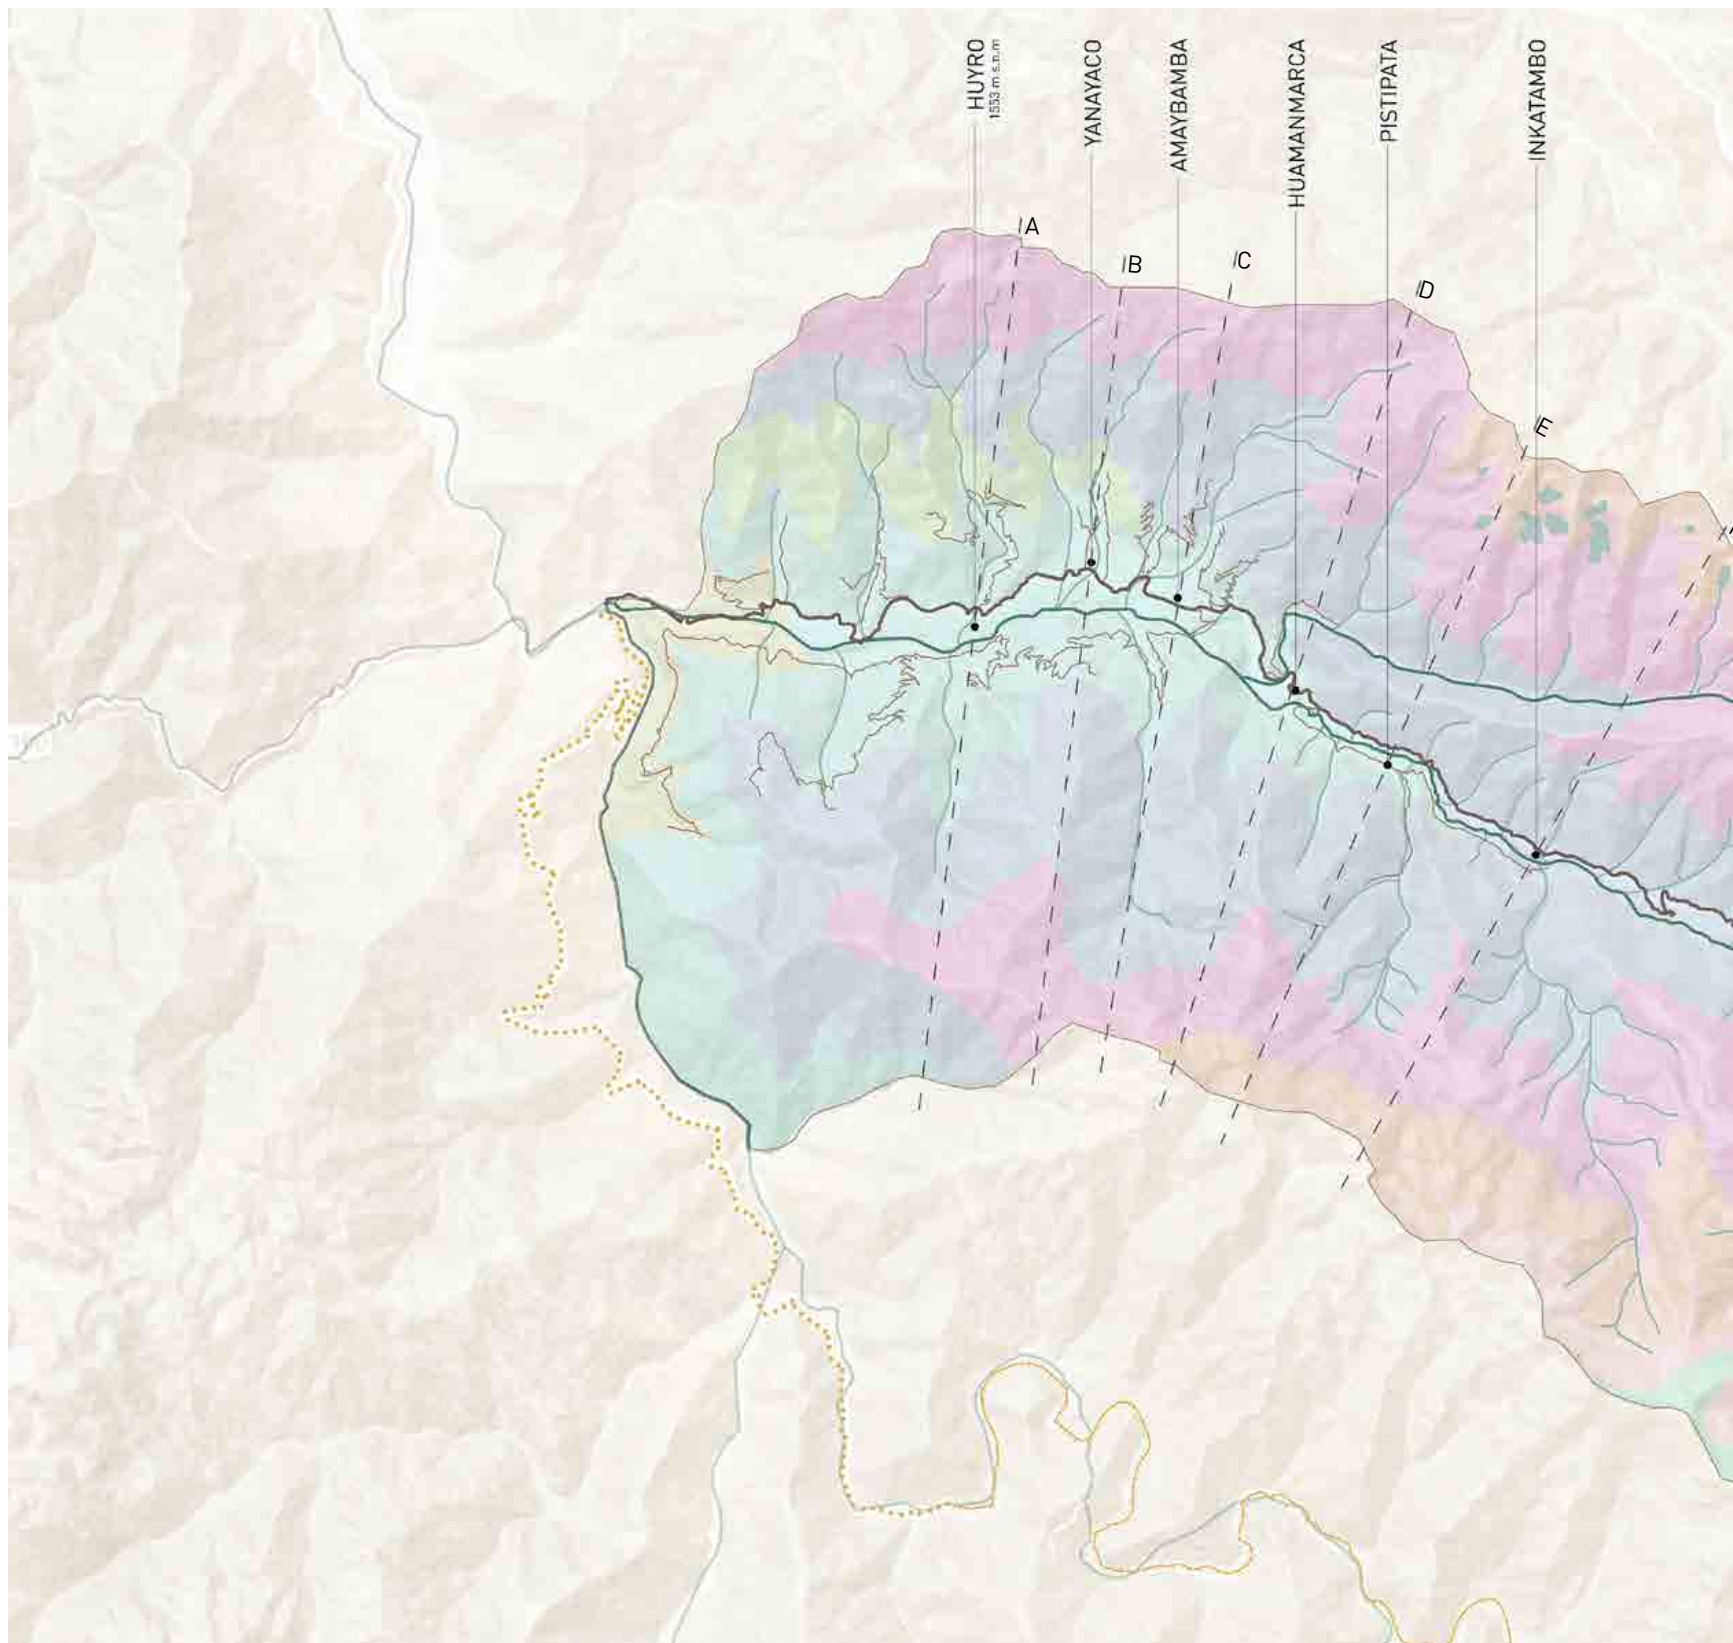 HUYRO
1553 m.s.n.m
YANAYACO
AMAYBAMBA
HUAMANMARCA
PISTIPATA
INKATAMBO
A
B
C
D
E